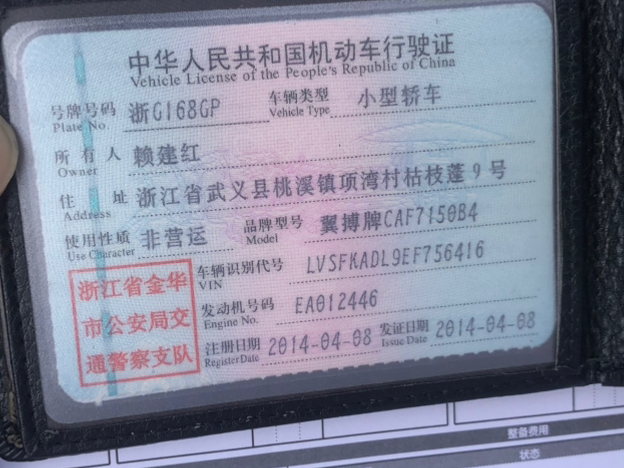 中华人民共和国机动车行驶证
Vehicle License of the People's Republic of China
号牌号码 浙G168GP 车辆类型 小型轿车
Plate No. Vehicle Type
所有人 赖建红
Owner
住址 浙江省武义县桃溪镇项湾村枯枝蓬9号
Address
使用性质 非营运 品牌型号 翼搏牌CAF7150B4
Use Character Model
浙江省金华
市公安局交
通警察支队
车辆识别代号 LVSFKADL9EF756416
VIN
发动机号码 EA012446
Engine No.
注册日期 2014-04-08 发证日期 2014-04-08
Register Date Issue Date
整备费用
状态